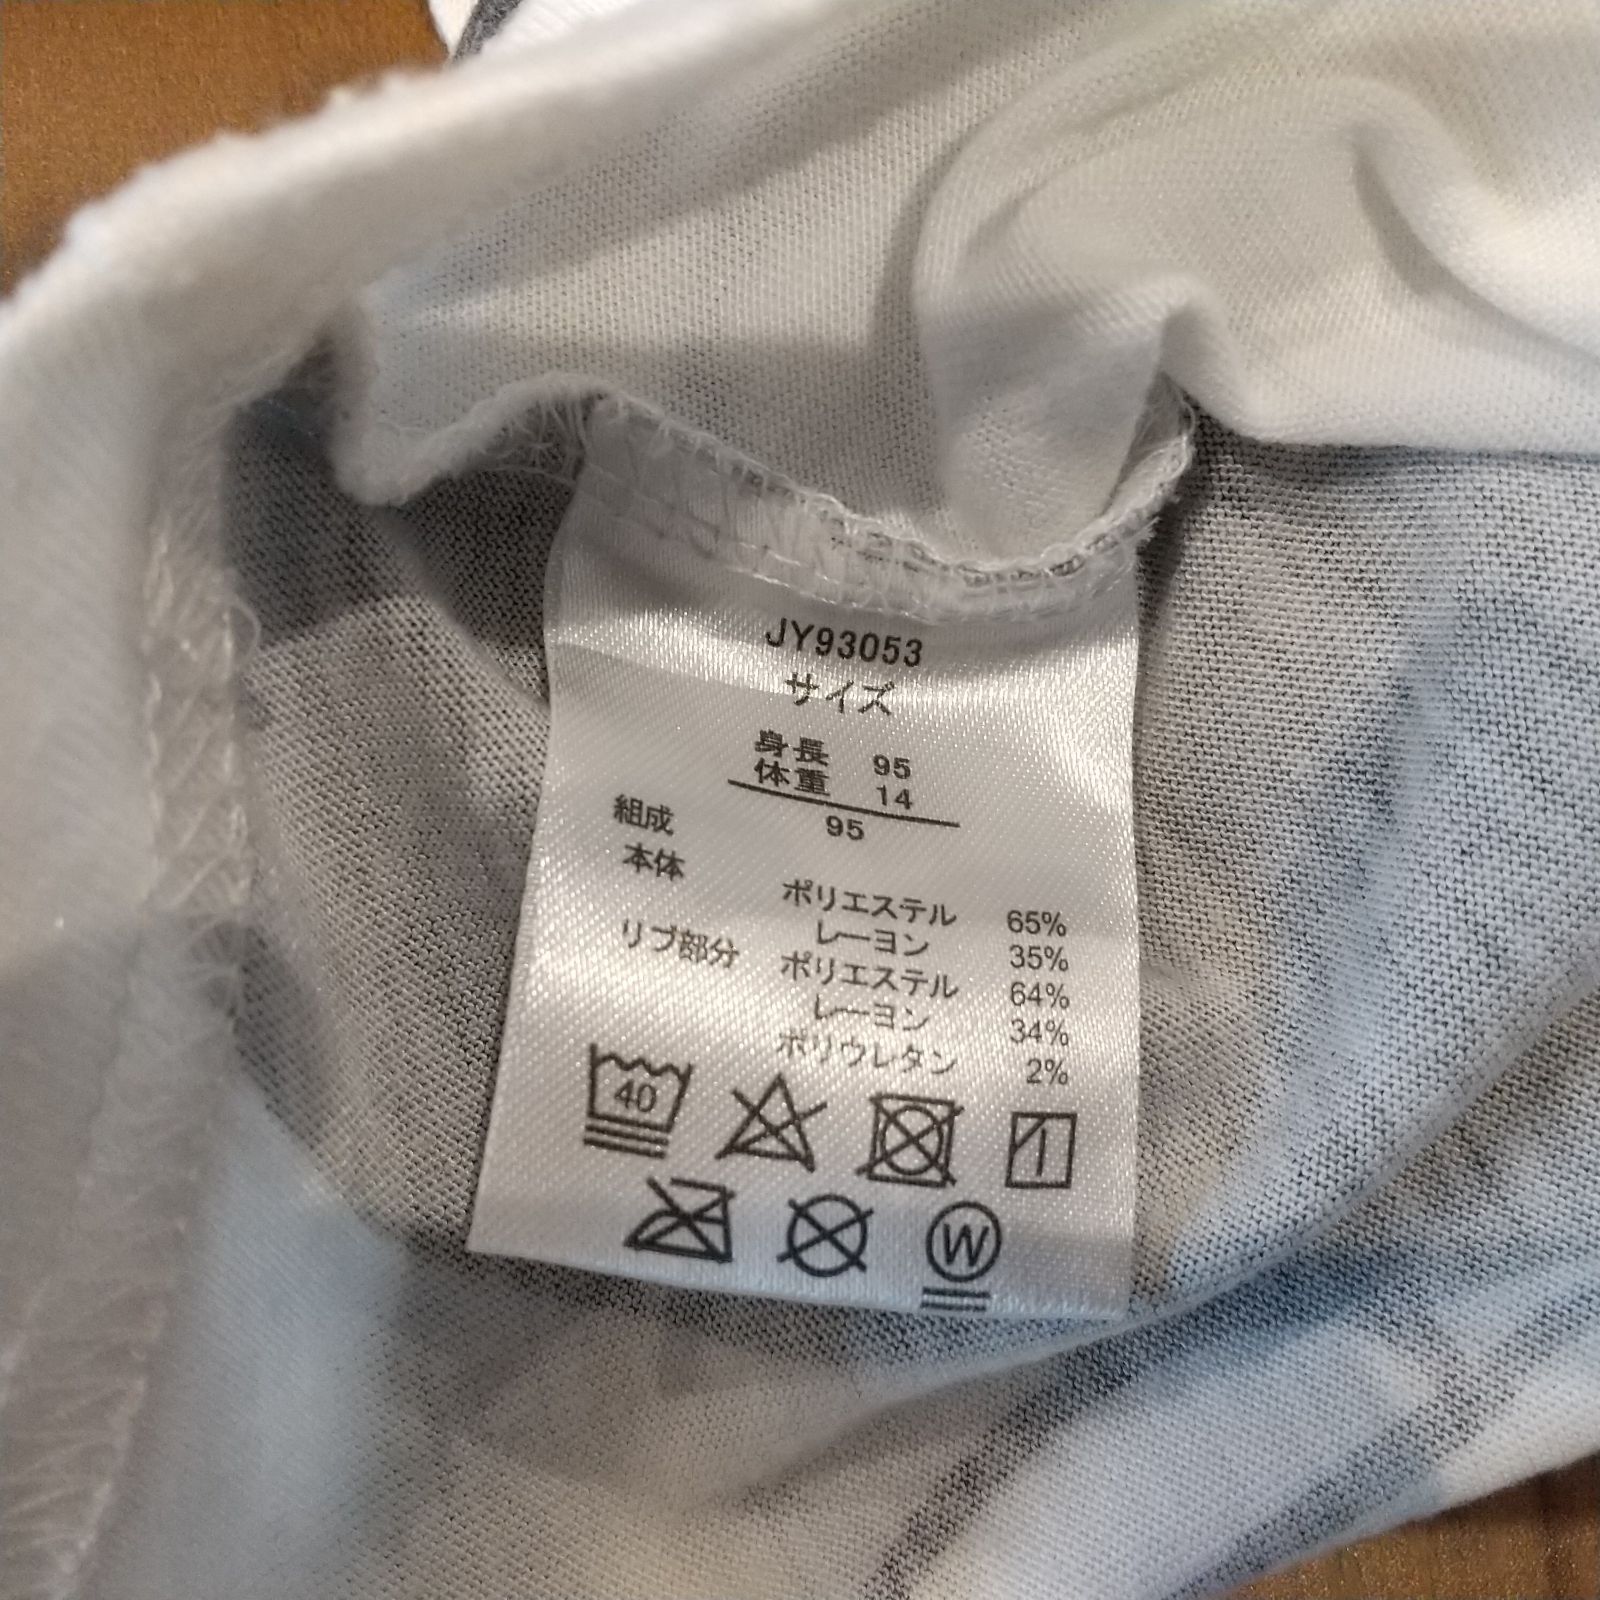 JY93053
サイズ
身長 95
体重 14
95
組成
本体
ポリエステル 65%
レーヨン 35%
リブ部分 ポリエステル 64%
レーヨン 34%
ポリウレタン 2%
40
W